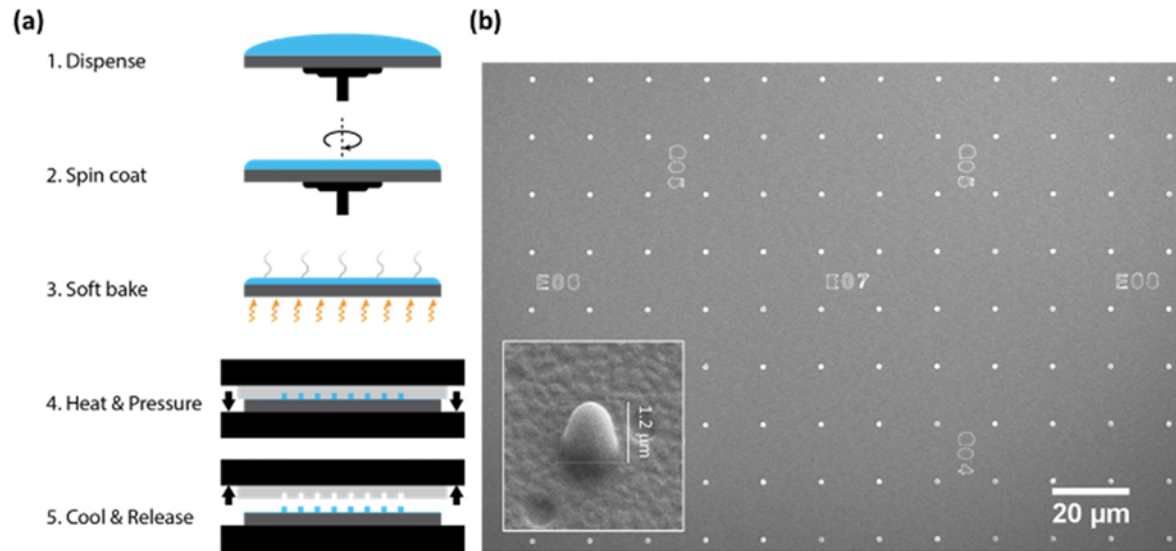 (a)
1. Dispense
2. Spin coat
3. Soft bake
4. Heat & Pressure
5. Cool & Release
(b)
E07
1.2 µm
004
20 µm